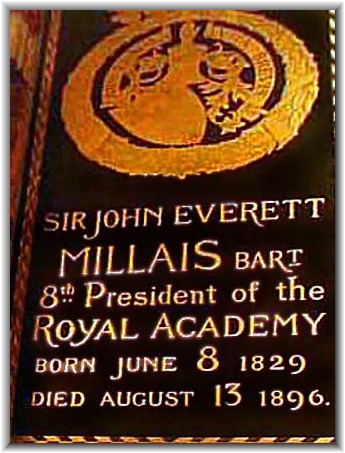 SIR JOHN EVERETT
MILLAIS BART
8th President of the
ROYAL ACADEMY
BORN JUNE 8 1829
DIED AUGUST 13 1896.